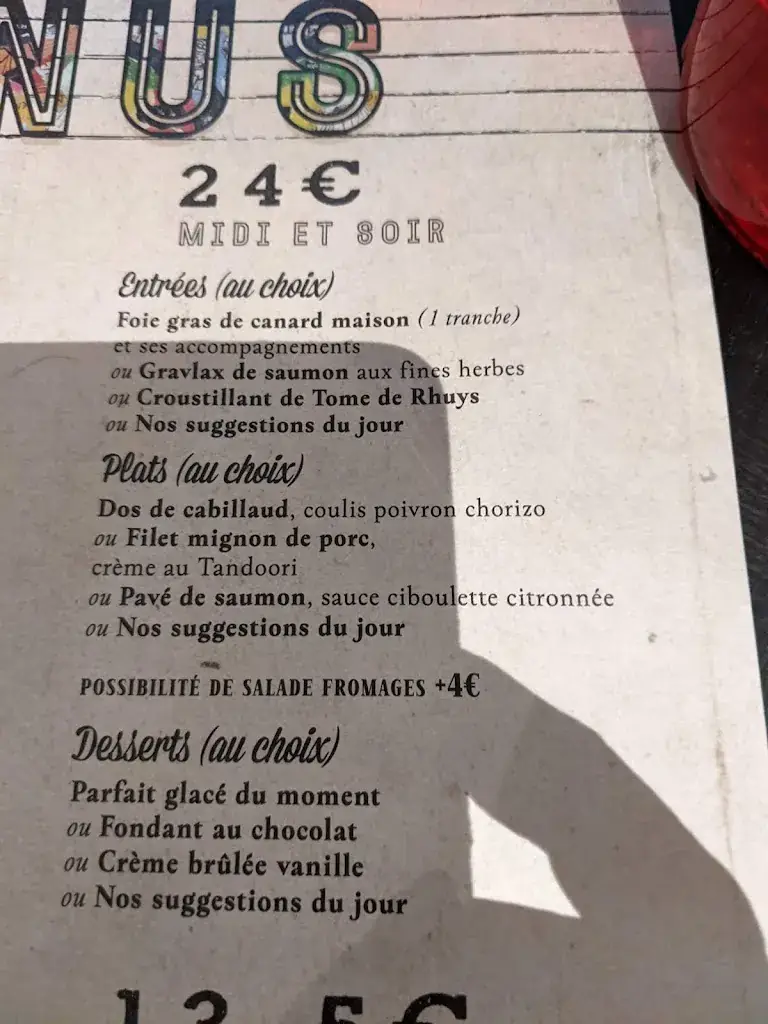 NUS
24€
MIDI ET SOIR
Entrées (au choix)
Foie gras de canard maison (1 tranche)
et ses accompagnements
ou Gravlax de saumon aux fines herbes
ou Croustillant de Tome de Rhuys
ou Nos suggestions du jour
Plats (au choix)
Dos de cabillaud, coulis poivron chorizo
ou Filet mignon de porc,
crème au Tandoori
ou Pavé de saumon, sauce ciboulette citronnée
ou Nos suggestions du jour
POSSIBILITÉ DE SALADE FROMAGES +4€
Desserts (au choix)
Parfait glacé du moment
ou Fondant au chocolat
ou Crème brûlée vanille
ou Nos suggestions du jour